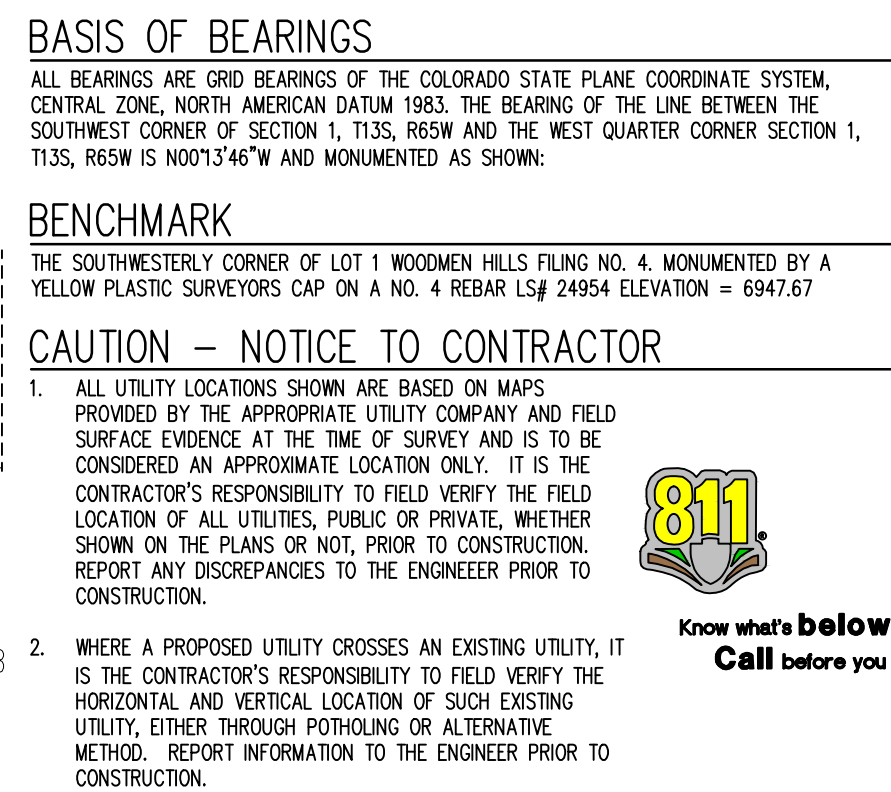 BASIS OF BEARINGS
ALL BEARINGS ARE GRID BEARINGS OF THE COLORADO STATE PLANE COORDINATE SYSTEM,
CENTRAL ZONE, NORTH AMERICAN DATUM 1983. THE BEARING OF THE LINE BETWEEN THE
SOUTHWEST CORNER OF SECTION 1, T13S, R65W AND THE WEST QUARTER CORNER SECTION 1,
T13S, R65W IS N00°13'46"W AND MONUMENTED AS SHOWN:
BENCHMARK
THE SOUTHWESTERLY CORNER OF LOT 1 WOODMEN HILLS FILING NO. 4. MONUMENTED BY A
YELLOW PLASTIC SURVEYORS CAP ON A NO. 4 REBAR LS# 24954 ELEVATION = 6947.67
CAUTION – NOTICE TO CONTRACTOR
1. ALL UTILITY LOCATIONS SHOWN ARE BASED ON MAPS
PROVIDED BY THE APPROPRIATE UTILITY COMPANY AND FIELD
SURFACE EVIDENCE AT THE TIME OF SURVEY AND IS TO BE
CONSIDERED AN APPROXIMATE LOCATION ONLY. IT IS THE
CONTRACTOR'S RESPONSIBILITY TO FIELD VERIFY THE FIELD
LOCATION OF ALL UTILITIES, PUBLIC OR PRIVATE, WHETHER
SHOWN ON THE PLANS OR NOT, PRIOR TO CONSTRUCTION.
REPORT ANY DISCREPANCIES TO THE ENGINEEER PRIOR TO
CONSTRUCTION.
2. WHERE A PROPOSED UTILITY CROSSES AN EXISTING UTILITY, IT
IS THE CONTRACTOR'S RESPONSIBILITY TO FIELD VERIFY THE
HORIZONTAL AND VERTICAL LOCATION OF SUCH EXISTING
UTILITY, EITHER THROUGH POTHOLING OR ALTERNATIVE
METHOD. REPORT INFORMATION TO THE ENGINEER PRIOR TO
CONSTRUCTION.
811®
Know what's below
Call before you